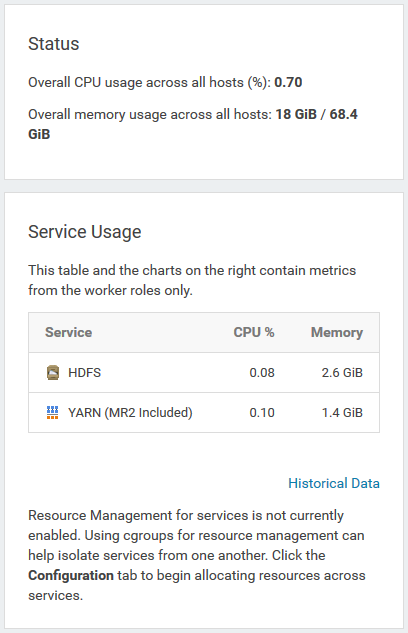 Status
Overall CPU usage across all hosts (%): 0.70
Overall memory usage across all hosts: 18 GiB / 68.4
GiB
Service Usage
This table and the charts on the right contain metrics
from the worker roles only.
Service CPU % Memory
HDFS 0.08 2.6 GiB
YARN (MR2 Included) 0.10 1.4 GiB
Historical Data
Resource Management for services is not currently
enabled. Using cgroups for resource management can
help isolate services from one another. Click the
Configuration tab to begin allocating resources across
services.